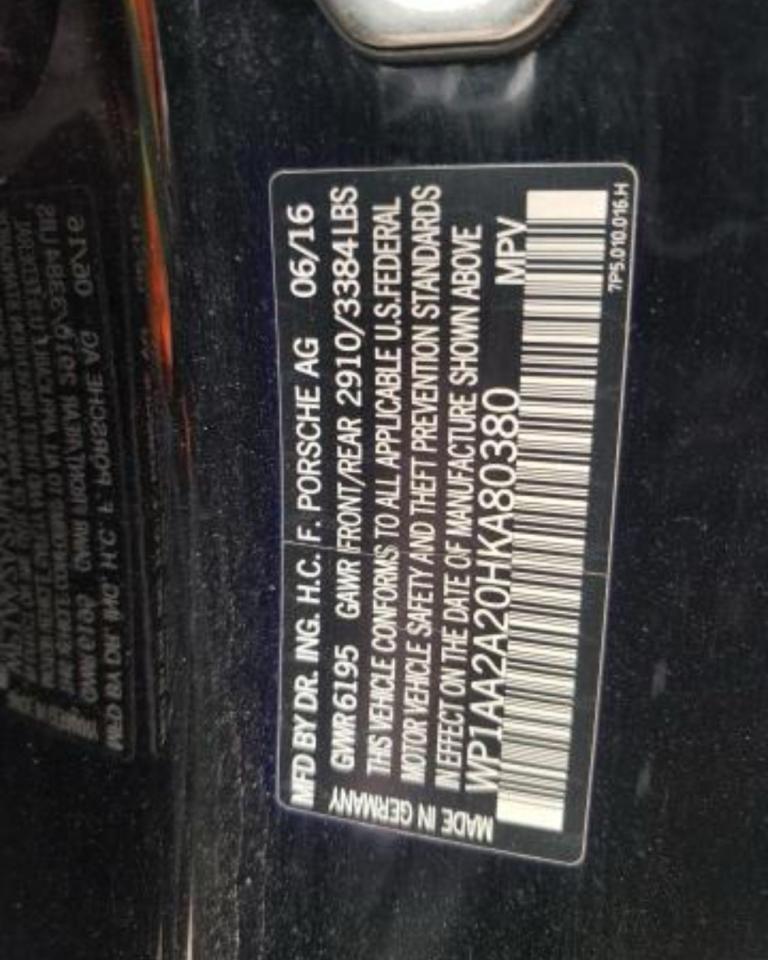 MFD BY DR. ING. H.C. F. PORSCHE AG 06/16
GVWR 6195 GAWR FRONT/REAR 2910/3384 LBS
THIS VEHICLE CONFORMS TO ALL APPLICABLE U.S.FEDERAL
MOTOR VEHICLE SAFETY AND THEFT PREVENTION STANDARDS
IN EFFECT ON THE DATE OF MANUFACTURE SHOWN ABOVE
WP1AA2A20HKA80380 MPV
MADE IN GERMANY
7P5.010.016.H